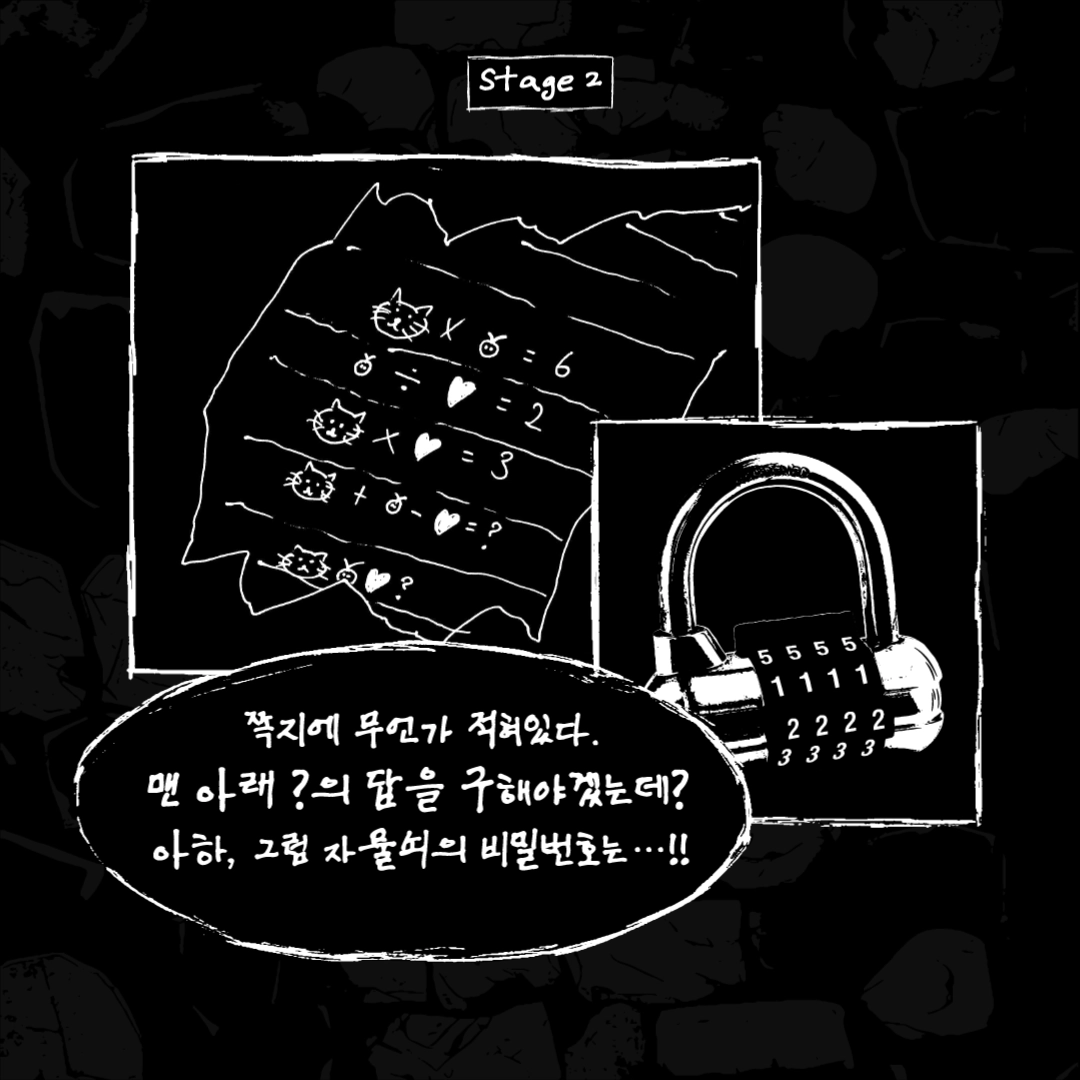 Stage 2
🐱 × 🍊 = 6
🍊 ÷ ♥ = 2
🐱 × ♥ = 3
🐱 + 🍊 - ♥ = ?
🐱🍊♥?
5 5 5 5
1 1 1 1
2 2 2 2
3 3 3 3
쪽지에 무언가 적혀있다.
맨 아래 ?의 답을 구해야겠는데?
아하, 그럼 자물쇠의 비밀번호는…!!